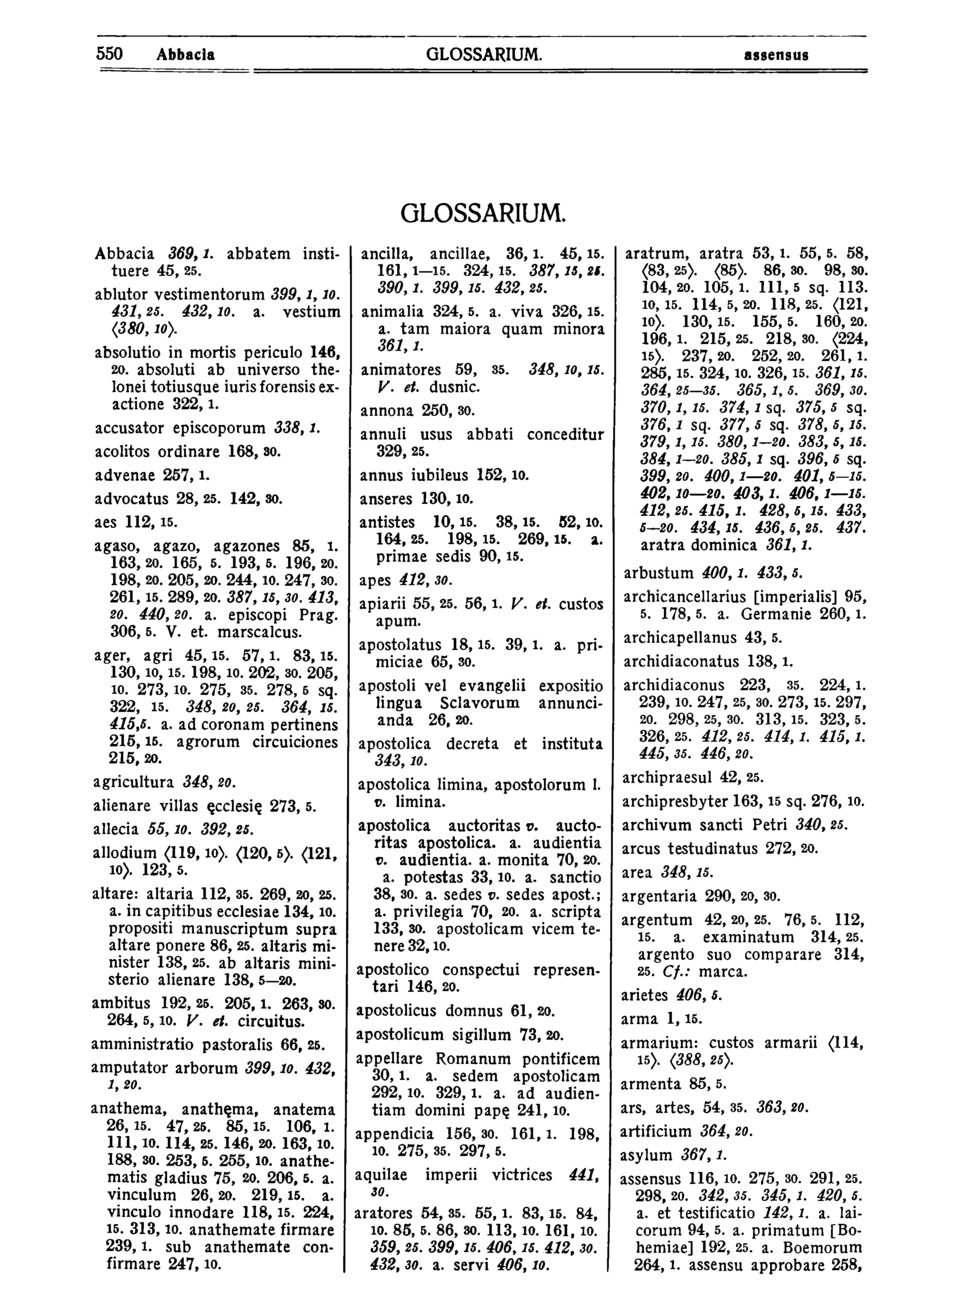 550 Abbacia GLOSSARIUM. assensus
GLOSSARIUM.
Abbacia 369, 1. abbatem insti-
tuere 45, 25.
ablutor vestimentorum 399, 1, 10.
431, 25. 432, 10. a. vestium
⟨380, 10⟩.
absolutio in mortis periculo 146,
20. absoluti ab universo the-
lonei totiusque iuris forensis ex-
actione 322, 1.
accusator episcoporum 338, 1.
acolitos ordinare 168, 30.
advenae 257, 1.
advocatus 28, 25. 142, 30.
aes 112, 15.
agaso, agazo, agazones 85, 1.
163, 20. 165, 5. 193, 5. 196, 20.
198, 20. 205, 20. 244, 10. 247, 30.
261, 15. 289, 20. 387, 15, 30. 413,
20. 440, 20. a. episcopi Prag.
306, 5. V. et. marscalcus.
ager, agri 45, 15. 57, 1. 83, 15.
130, 10, 15. 198, 10. 202, 30. 205,
10. 273, 10. 275, 35. 278, 5 sq.
322, 15. 348, 20, 25. 364, 15.
415, 5. a. ad coronam pertinens
215, 15. agrorum circuiciones
215, 20.
agricultura 348, 20.
alienare villas ęcclesię 273, 5.
allecia 55, 10. 392, 25.
allodium ⟨119, 10⟩. ⟨120, 5⟩. ⟨121,
10⟩. 123, 5.
altare: altaria 112, 35. 269, 20, 25.
a. in capitibus ecclesiae 134, 10.
propositi manuscriptum supra
altare ponere 86, 25. altaris mi-
nister 138, 25. ab altaris mini-
sterio alienare 138, 5—20.
ambitus 192, 25. 205, 1. 263, 30.
264, 5, 10. V. et. circuitus.
amministratio pastoralis 66, 25.
amputator arborum 399, 10. 432,
1, 20.
anathema, anathęma, anatema
26, 15. 47, 25. 85, 15. 106, 1.
111, 10. 114, 25. 146, 20. 163, 10.
188, 30. 253, 5. 255, 10. anathe-
matis gladius 75, 20. 206, 5. a.
vinculum 26, 20. 219, 15. a.
vinculo innodare 118, 15. 224,
15. 313, 10. anathemate firmare
239, 1. sub anathemate con-
firmare 247, 10.
ancilla, ancillae, 36, 1. 45, 15.
161, 1—15. 324, 15. 387, 15, 25.
390, 1. 399, 15. 432, 25.
animalia 324, 5. a. viva 326, 15.
a. tam maiora quam minora
361, 1.
animatores 59, 35. 348, 10, 15.
V. et. dusnic.
annona 250, 30.
annuli usus abbati conceditur
329, 25.
annus iubileus 152, 10.
anseres 130, 10.
antistes 10, 15. 38, 15. 52, 10.
164, 25. 198, 15. 269, 15. a.
primae sedis 90, 15.
apes 412, 30.
apiarii 55, 25. 56, 1. V. et. custos
apum.
apostolatus 18, 15. 39, 1. a. pri-
miciae 65, 30.
apostoli vel evangelii expositio
lingua Sclavorum annunci-
anda 26, 20.
apostolica decreta et instituta
343, 10.
apostolica limina, apostolorum l.
v. limina.
apostolica auctoritas v. aucto-
ritas apostolica. a. audientia
v. audientia. a. monita 70, 20.
a. potestas 33, 10. a. sanctio
38, 30. a. sedes v. sedes apost.;
a. privilegia 70, 20. a. scripta
133, 30. apostolicam vicem te-
nere 32, 10.
apostolico conspectui represen-
tari 146, 20.
apostolicus domnus 61, 20.
apostolicum sigillum 73, 20.
appellare Romanum pontificem
30, 1. a. sedem apostolicam
292, 10. 329, 1. a. ad audien-
tiam domini papę 241, 10.
appendicia 156, 30. 161, 1. 198,
10. 275, 35. 297, 5.
aquilae imperii victrices 441,
30.
aratores 54, 35. 55, 1. 83, 15. 84,
10. 85, 5. 86, 30. 113, 10. 161, 10.
359, 25. 399, 15. 406, 15. 412, 30.
432, 30. a. servi 406, 10.
aratrum, aratra 53, 1. 55, 5. 58,
⟨83, 25⟩. ⟨85⟩. 86, 30. 98, 30.
104, 20. 105, 1. 111, 5 sq. 113.
10, 15. 114, 5, 20. 118, 25. ⟨121,
10⟩. 130, 15. 155, 5. 160, 20.
196, 1. 215, 25. 218, 30. ⟨224,
15⟩. 237, 20. 252, 20. 261, 1.
285, 15. 324, 10. 326, 15. 361, 15.
364, 25—35. 365, 1, 5. 369, 30.
370, 1, 15. 374, 1 sq. 375, 5 sq.
376, 1 sq. 377, 5 sq. 378, 5, 15.
379, 1, 15. 380, 1—20. 383, 5, 15.
384, 1—20. 385, 1 sq. 396, 5 sq.
399, 20. 400, 1—20. 401, 5—15.
402, 10—20. 403, 1. 406, 1—15.
412, 25. 415, 1. 428, 5, 15. 433,
5—20. 434, 15. 436, 5, 25. 437.
aratra dominica 361, 1.
arbustum 400, 1. 433, 5.
archicancellarius [imperialis] 95,
5. 178, 5. a. Germanie 260, 1.
archicapellanus 43, 5.
archidiaconatus 138, 1.
archidiaconus 223, 35. 224, 1.
239, 10. 247, 25, 30. 273, 15. 297,
20. 298, 25, 30. 313, 15. 323, 5.
326, 25. 412, 25. 414, 1. 415, 1.
445, 35. 446, 20.
archipraesul 42, 25.
archipresbyter 163, 15 sq. 276, 10.
archivum sancti Petri 340, 25.
arcus testudinatus 272, 20.
area 348, 15.
argentaria 290, 20, 30.
argentum 42, 20, 25. 76, 5. 112,
15. a. examinatum 314, 25.
argento suo comparare 314,
25. Cf.: marca.
arietes 406, 5.
arma 1, 15.
armarium: custos armarii ⟨114,
15⟩. ⟨388, 25⟩.
armenta 85, 5.
ars, artes, 54, 35. 363, 20.
artificium 364, 20.
asylum 367, 1.
assensus 116, 10. 275, 30. 291, 25.
298, 20. 342, 35. 345, 1. 420, 5.
a. et testificatio 142, 1. a. lai-
corum 94, 5. a. primatum [Bo-
hemiae] 192, 25. a. Boemorum
264, 1. assensu approbare 258,